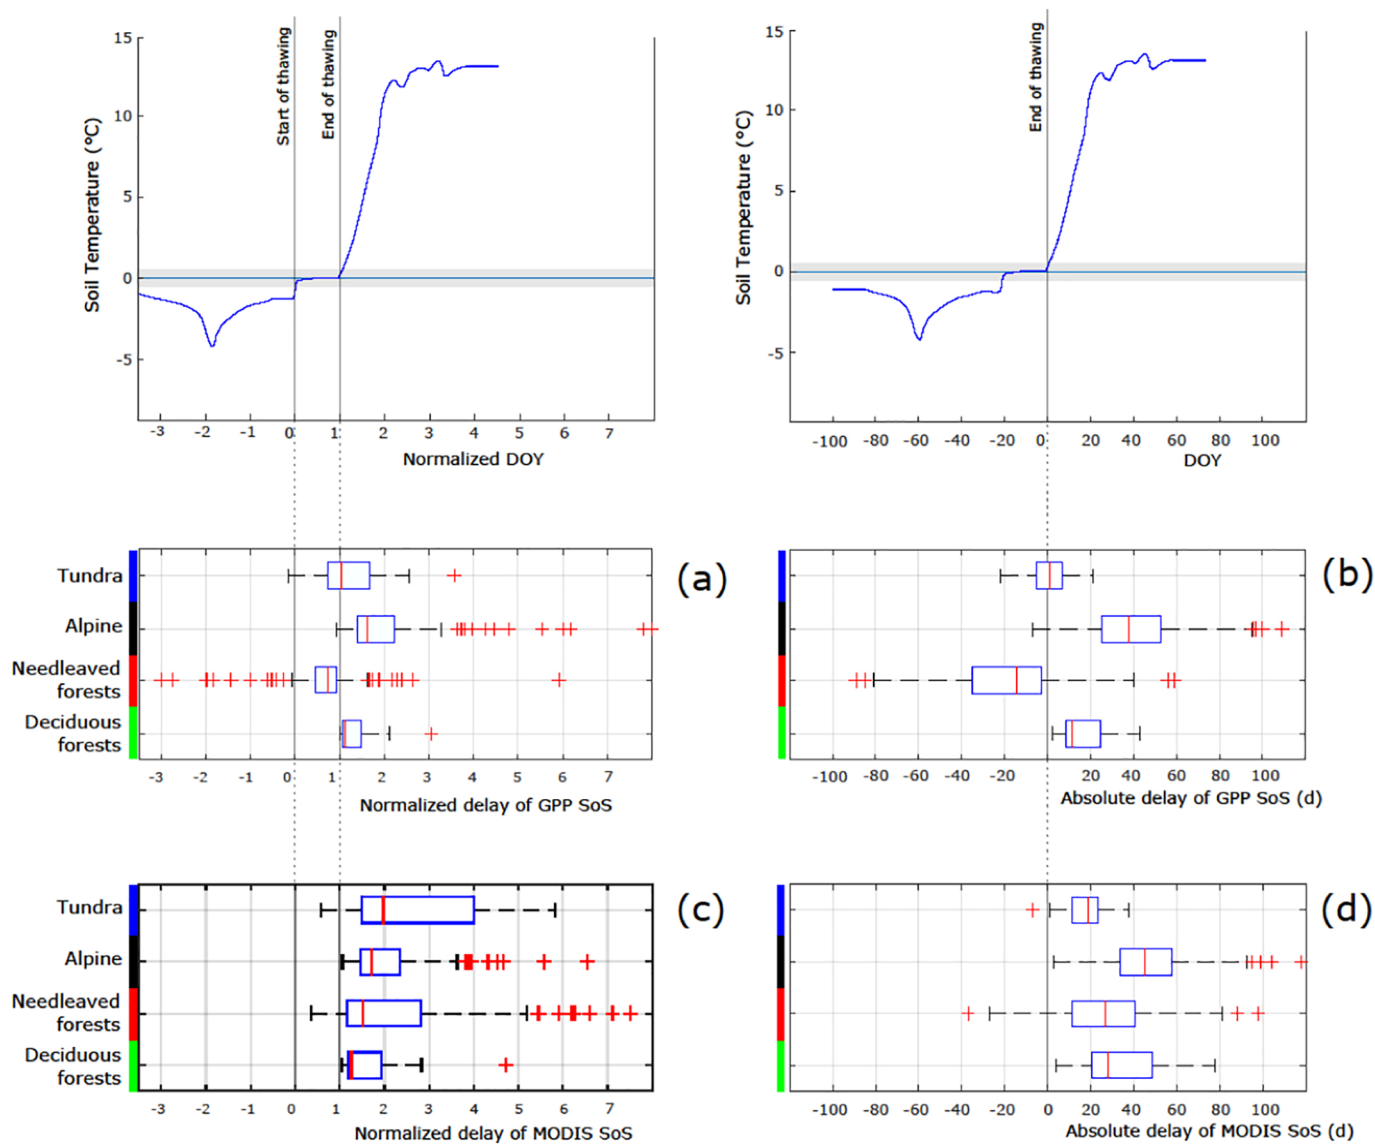 Soil Temperature (°C)
15
10
5
0
-5
Start of thawing
End of thawing
-3 -2 -1 0 1 2 3 4 5 6 7
Normalized DOY
Soil Temperature (°C)
15
10
5
0
-5
End of thawing
-100 -80 -60 -40 -20 0 20 40 60 80 100
DOY
Tundra
Alpine
Needleaved
forests
Deciduous
forests
(a)
-3 -2 -1 0 1 2 3 4 5 6 7
Normalized delay of GPP SoS
(b)
-100 -80 -60 -40 -20 0 20 40 60 80 100
Absolute delay of GPP SoS (d)
Tundra
Alpine
Needleaved
forests
Deciduous
forests
(c)
-3 -2 -1 0 1 2 3 4 5 6 7
Normalized delay of MODIS SoS
(d)
-100 -80 -60 -40 -20 0 20 40 60 80 100
Absolute delay of MODIS SoS (d)